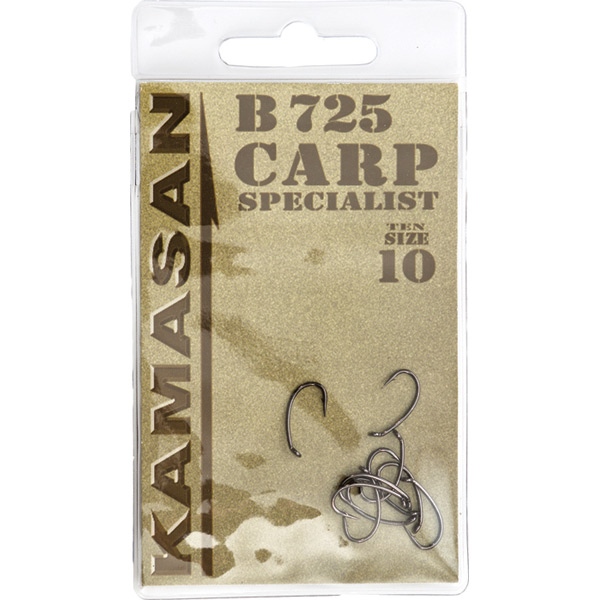 KAMASAN
B 725
CARP
SPECIALIST
TEN
SIZE
10